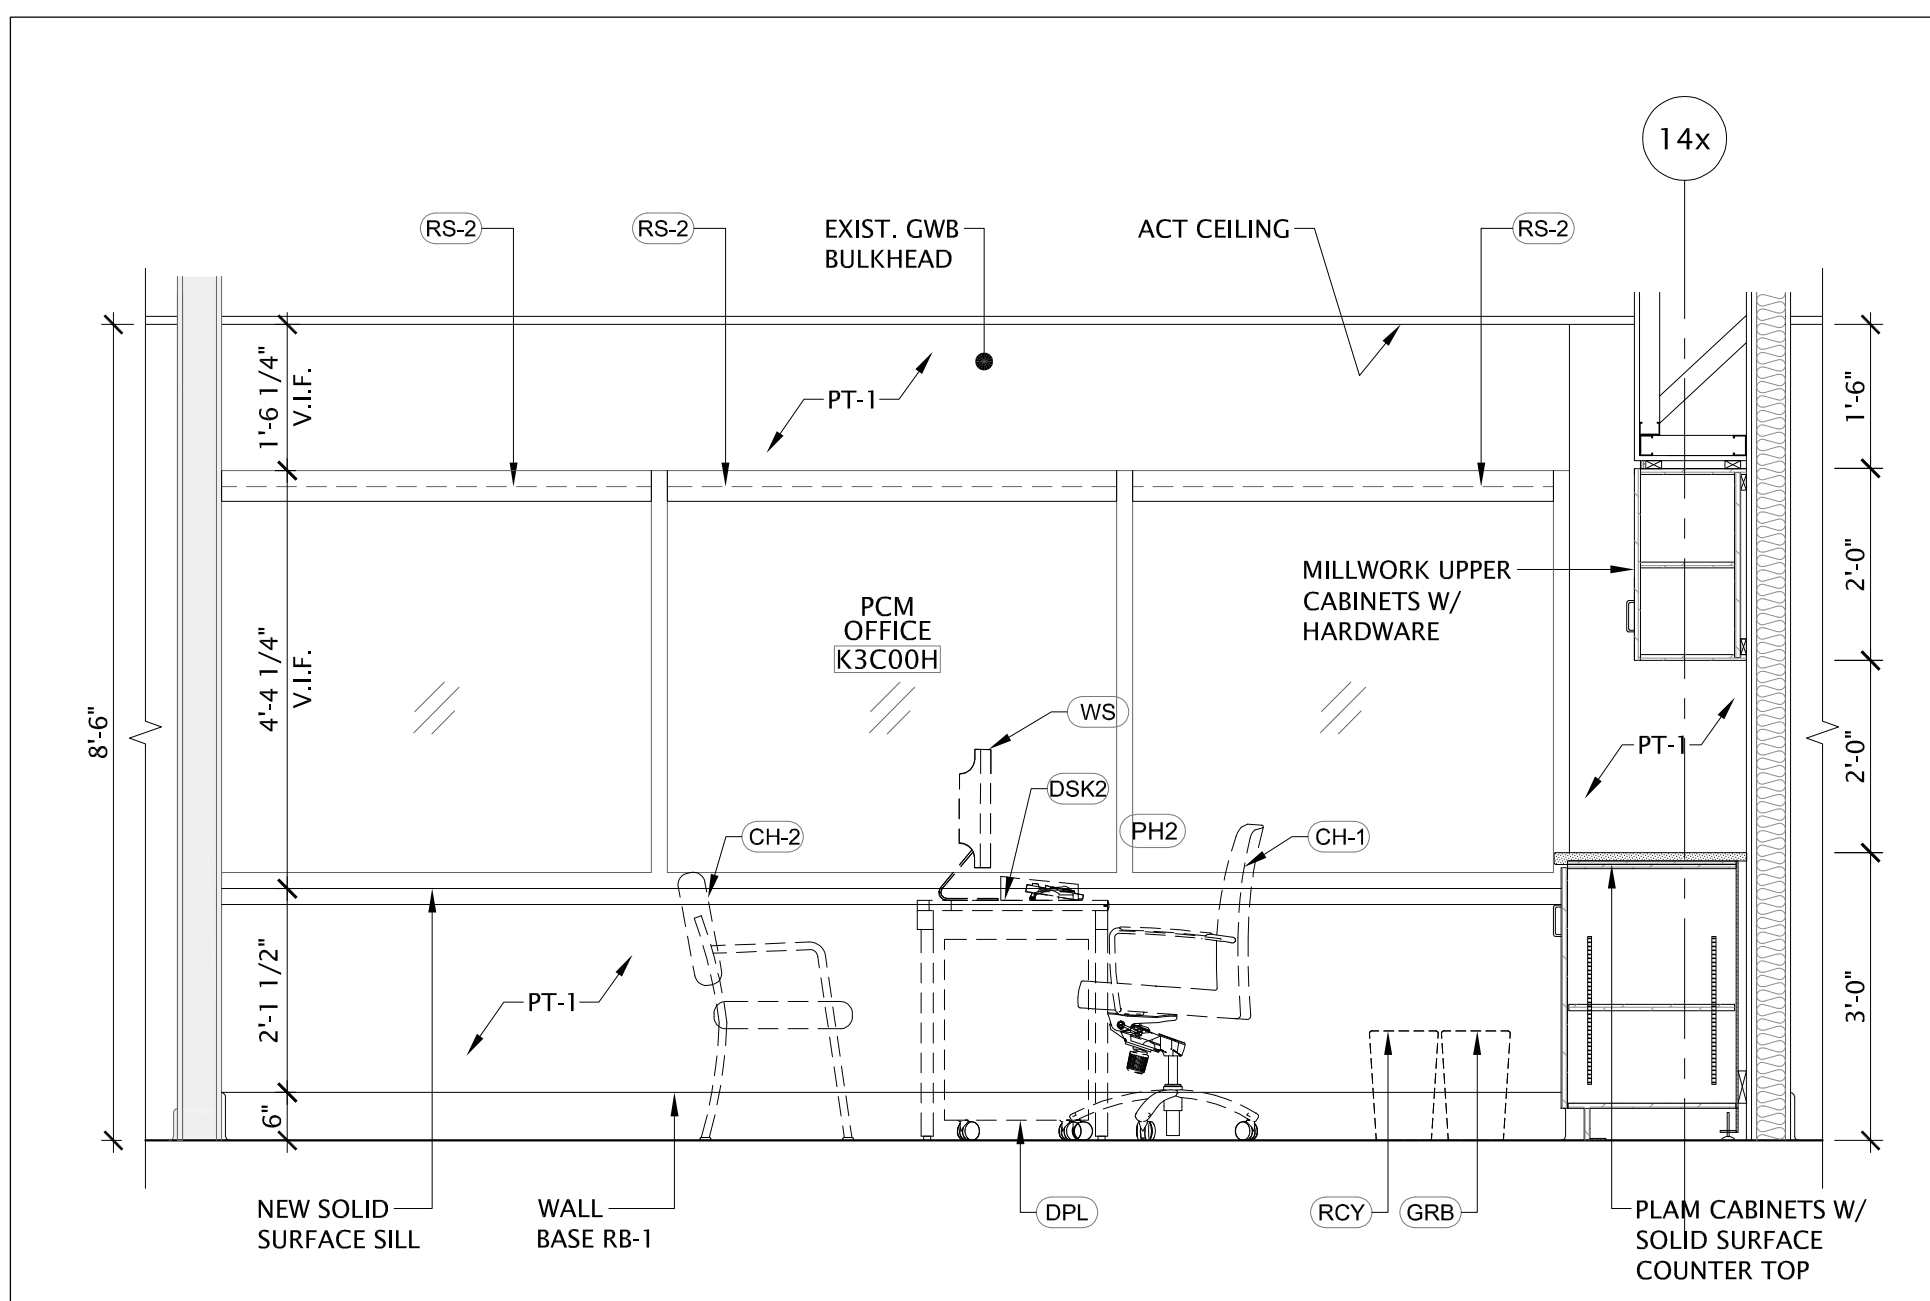 14x
RS-2
RS-2
EXIST. GWB
BULKHEAD
ACT CEILING
RS-2
1'-6 1/4"
V.I.F.
PT-1
1'-6"
8'-6"
4'-4 1/4"
V.I.F.
PCM
OFFICE
K3C00H
MILLWORK UPPER
CABINETS W/
HARDWARE
2'-0"
WS
PT-1
2'-0"
DSK2
CH-2
PH2
CH-1
2'-1 1/2"
PT-1
3'-0"
6"
NEW SOLID
SURFACE SILL
WALL
BASE RB-1
DPL
RCY
GRB
PLAM CABINETS W/
SOLID SURFACE
COUNTER TOP